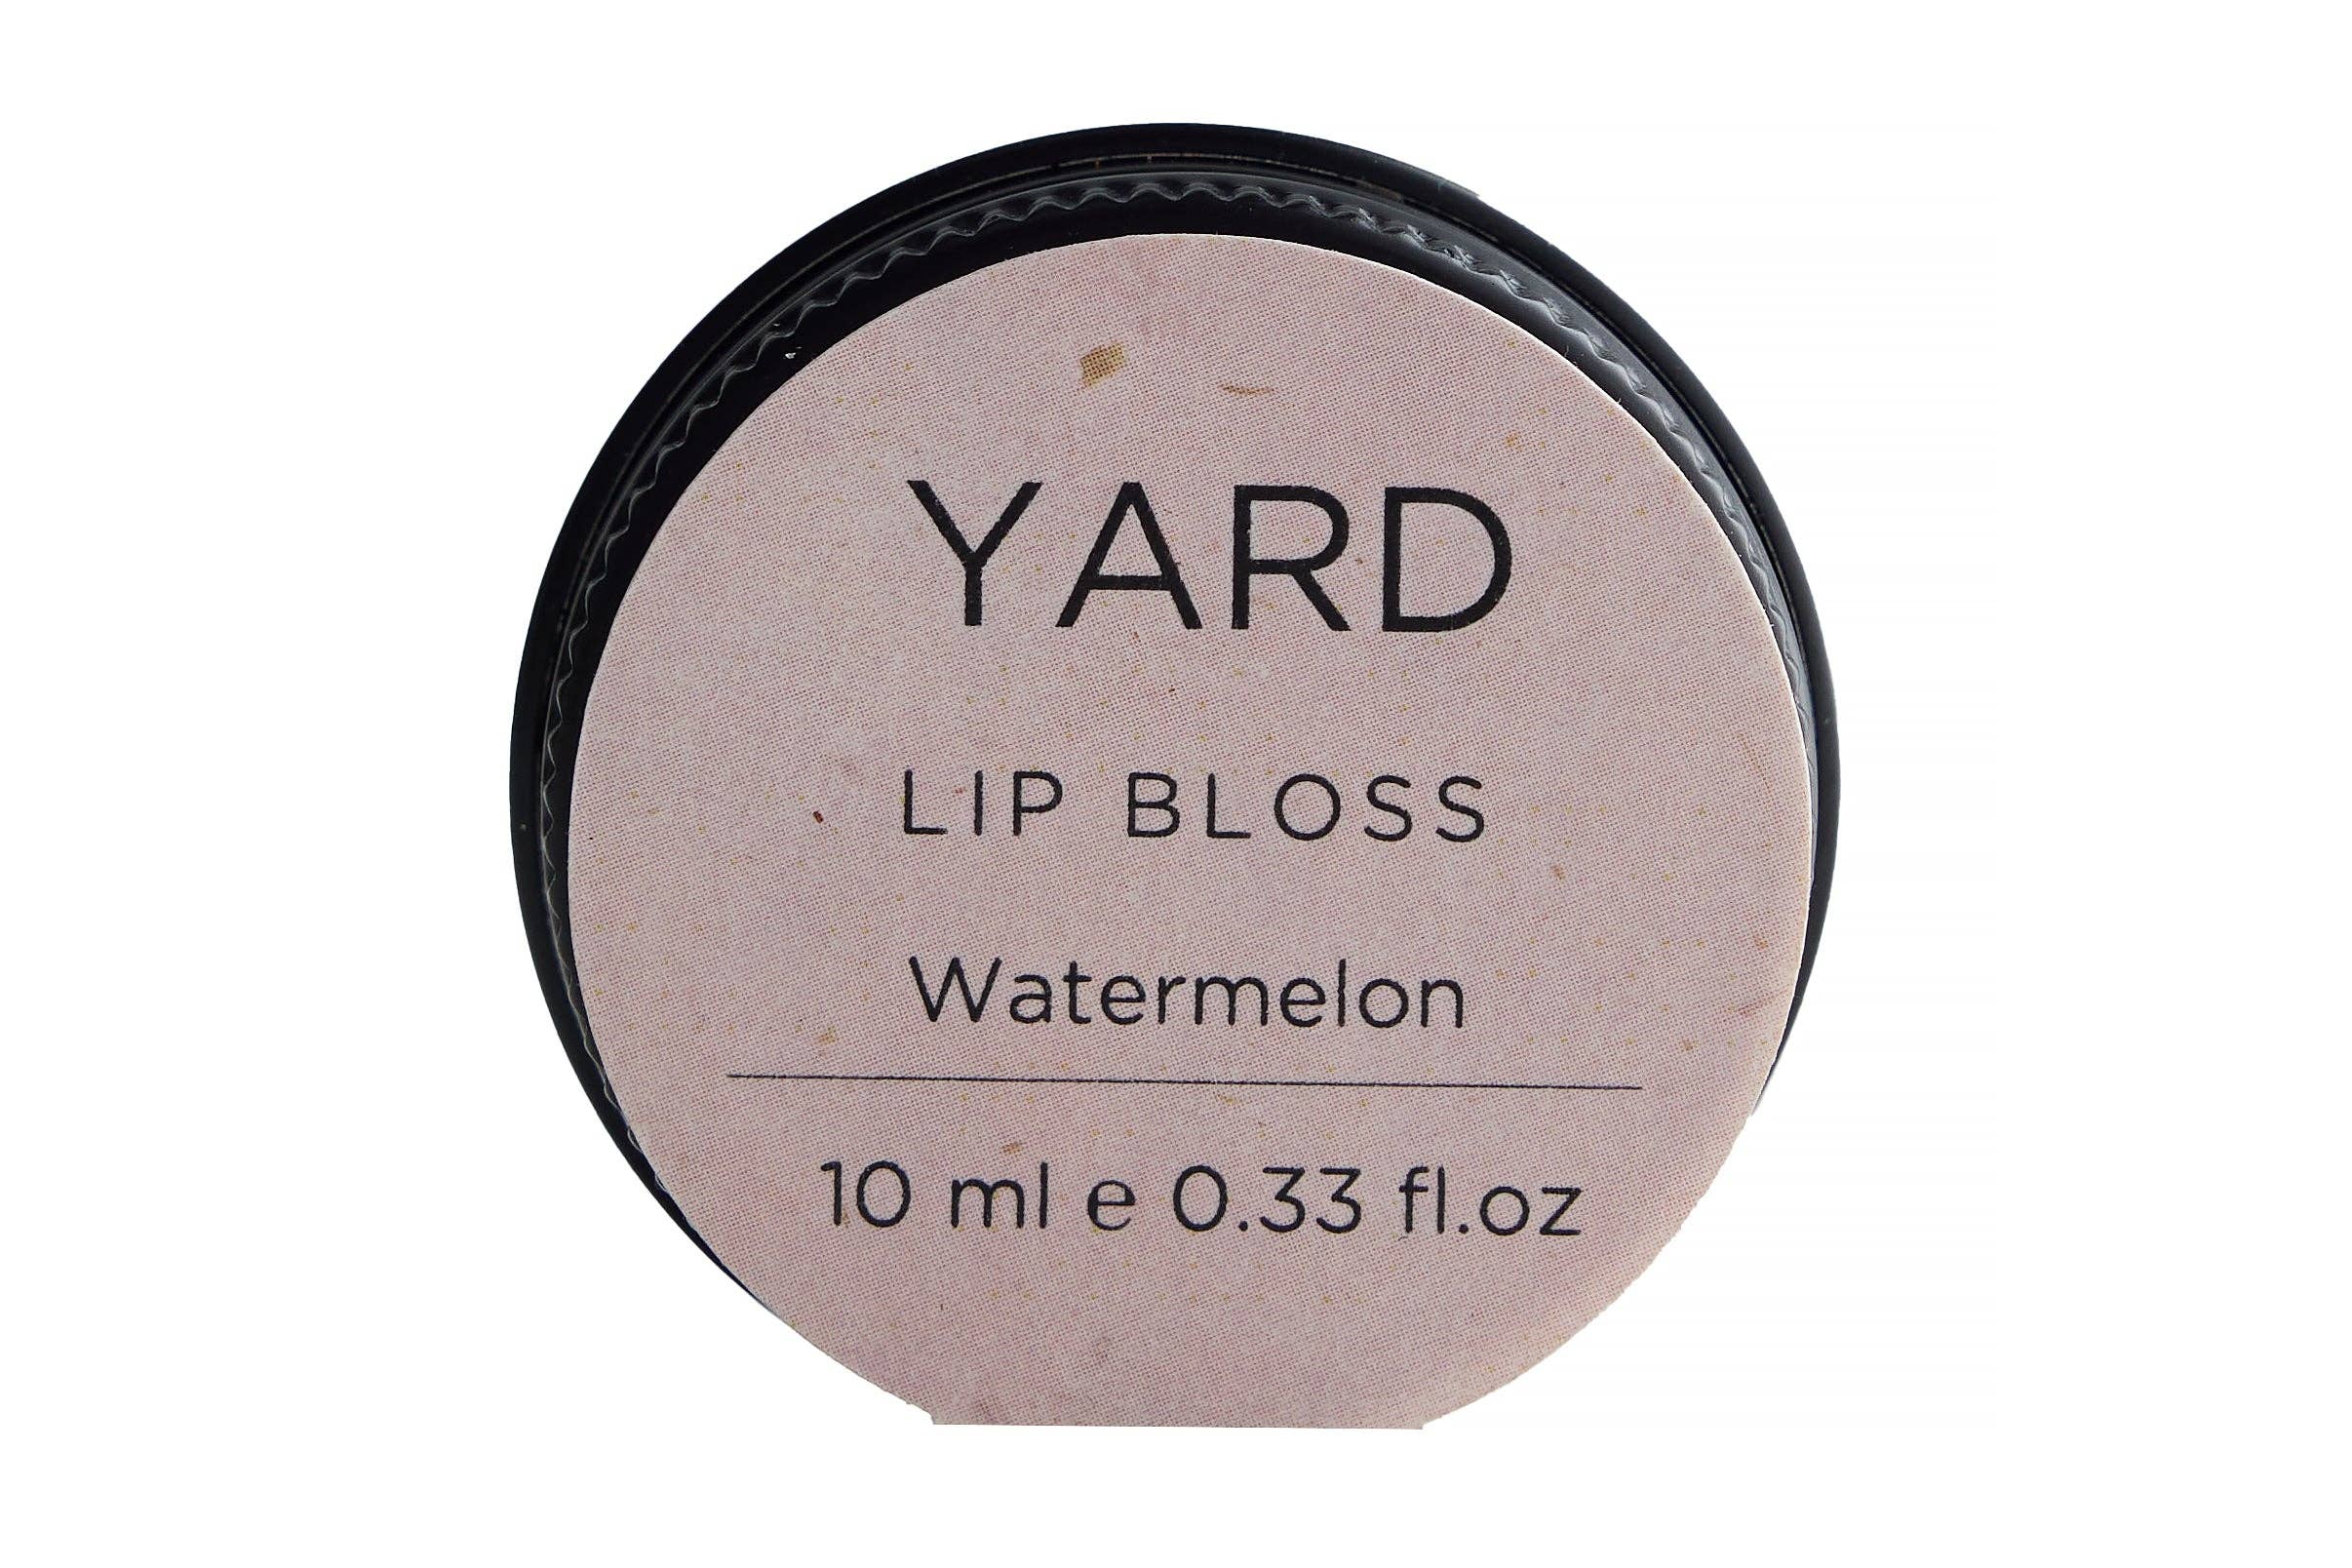 YARD
LIP BLOSS
Watermelon
10 ml e 0.33 fl.oz